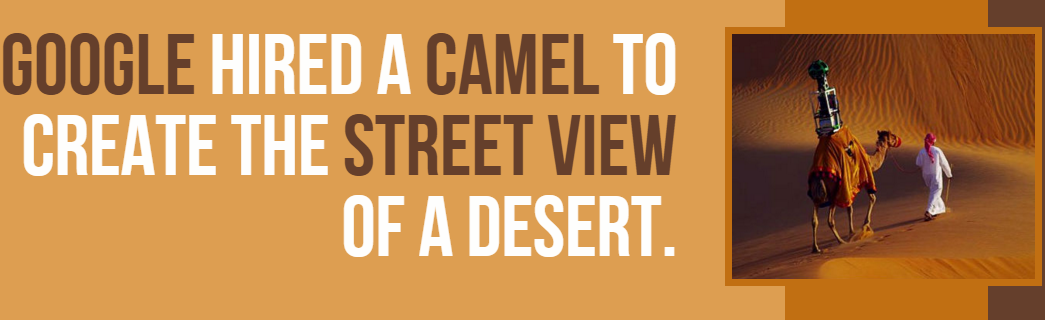 GOOGLE HIRED A CAMEL TO
CREATE THE STREET VIEW
OF A DESERT.